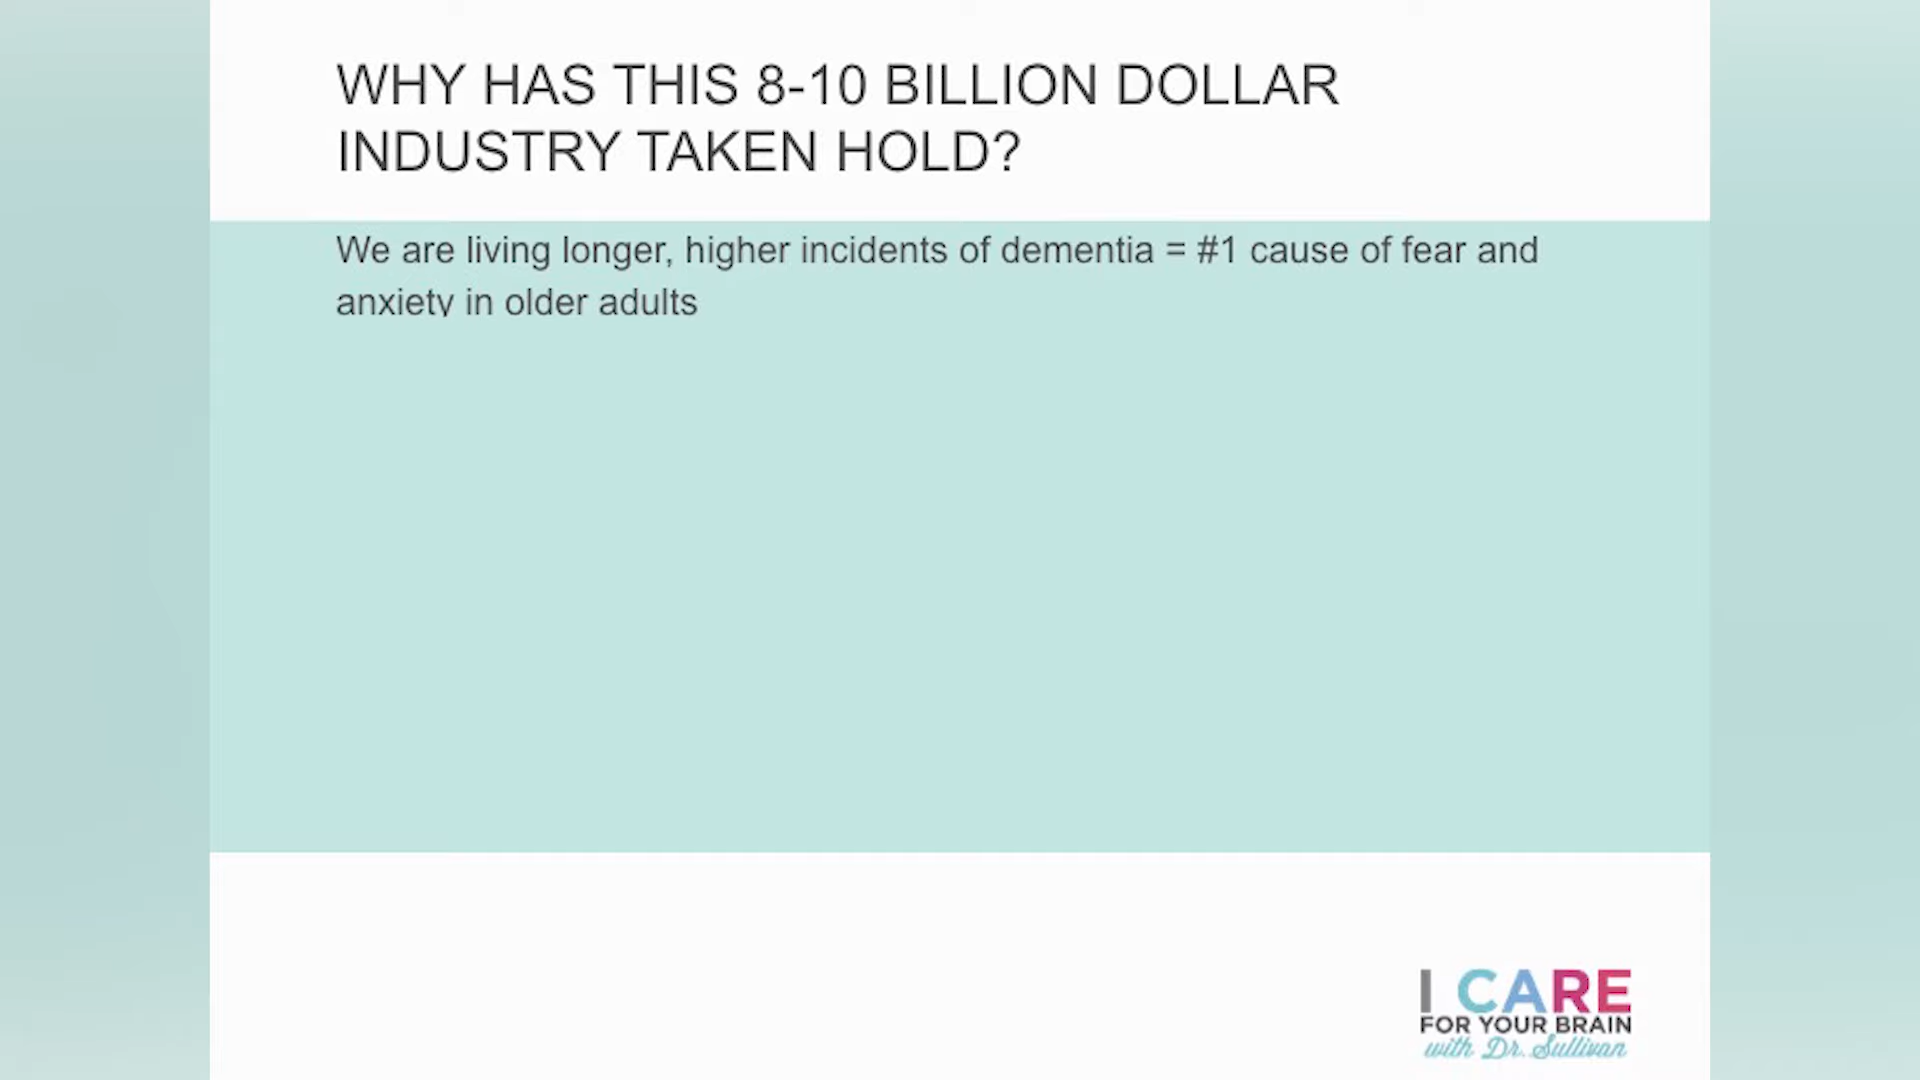 WHY HAS THIS 8-10 BILLION DOLLAR
INDUSTRY TAKEN HOLD?
We are living longer, higher incidents of dementia = #1 cause of fear and
anxiety in older adults
I CARE
FOR YOUR BRAIN
with Dr. Sullivan